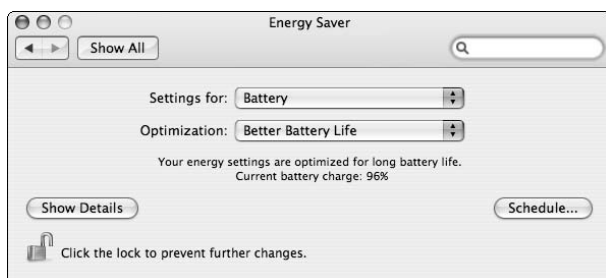 Energy Saver
Show All
Settings for: Battery
Optimization: Better Battery Life
Your energy settings are optimized for long battery life.
Current battery charge: 96%
Show Details
Schedule...
Click the lock to prevent further changes.